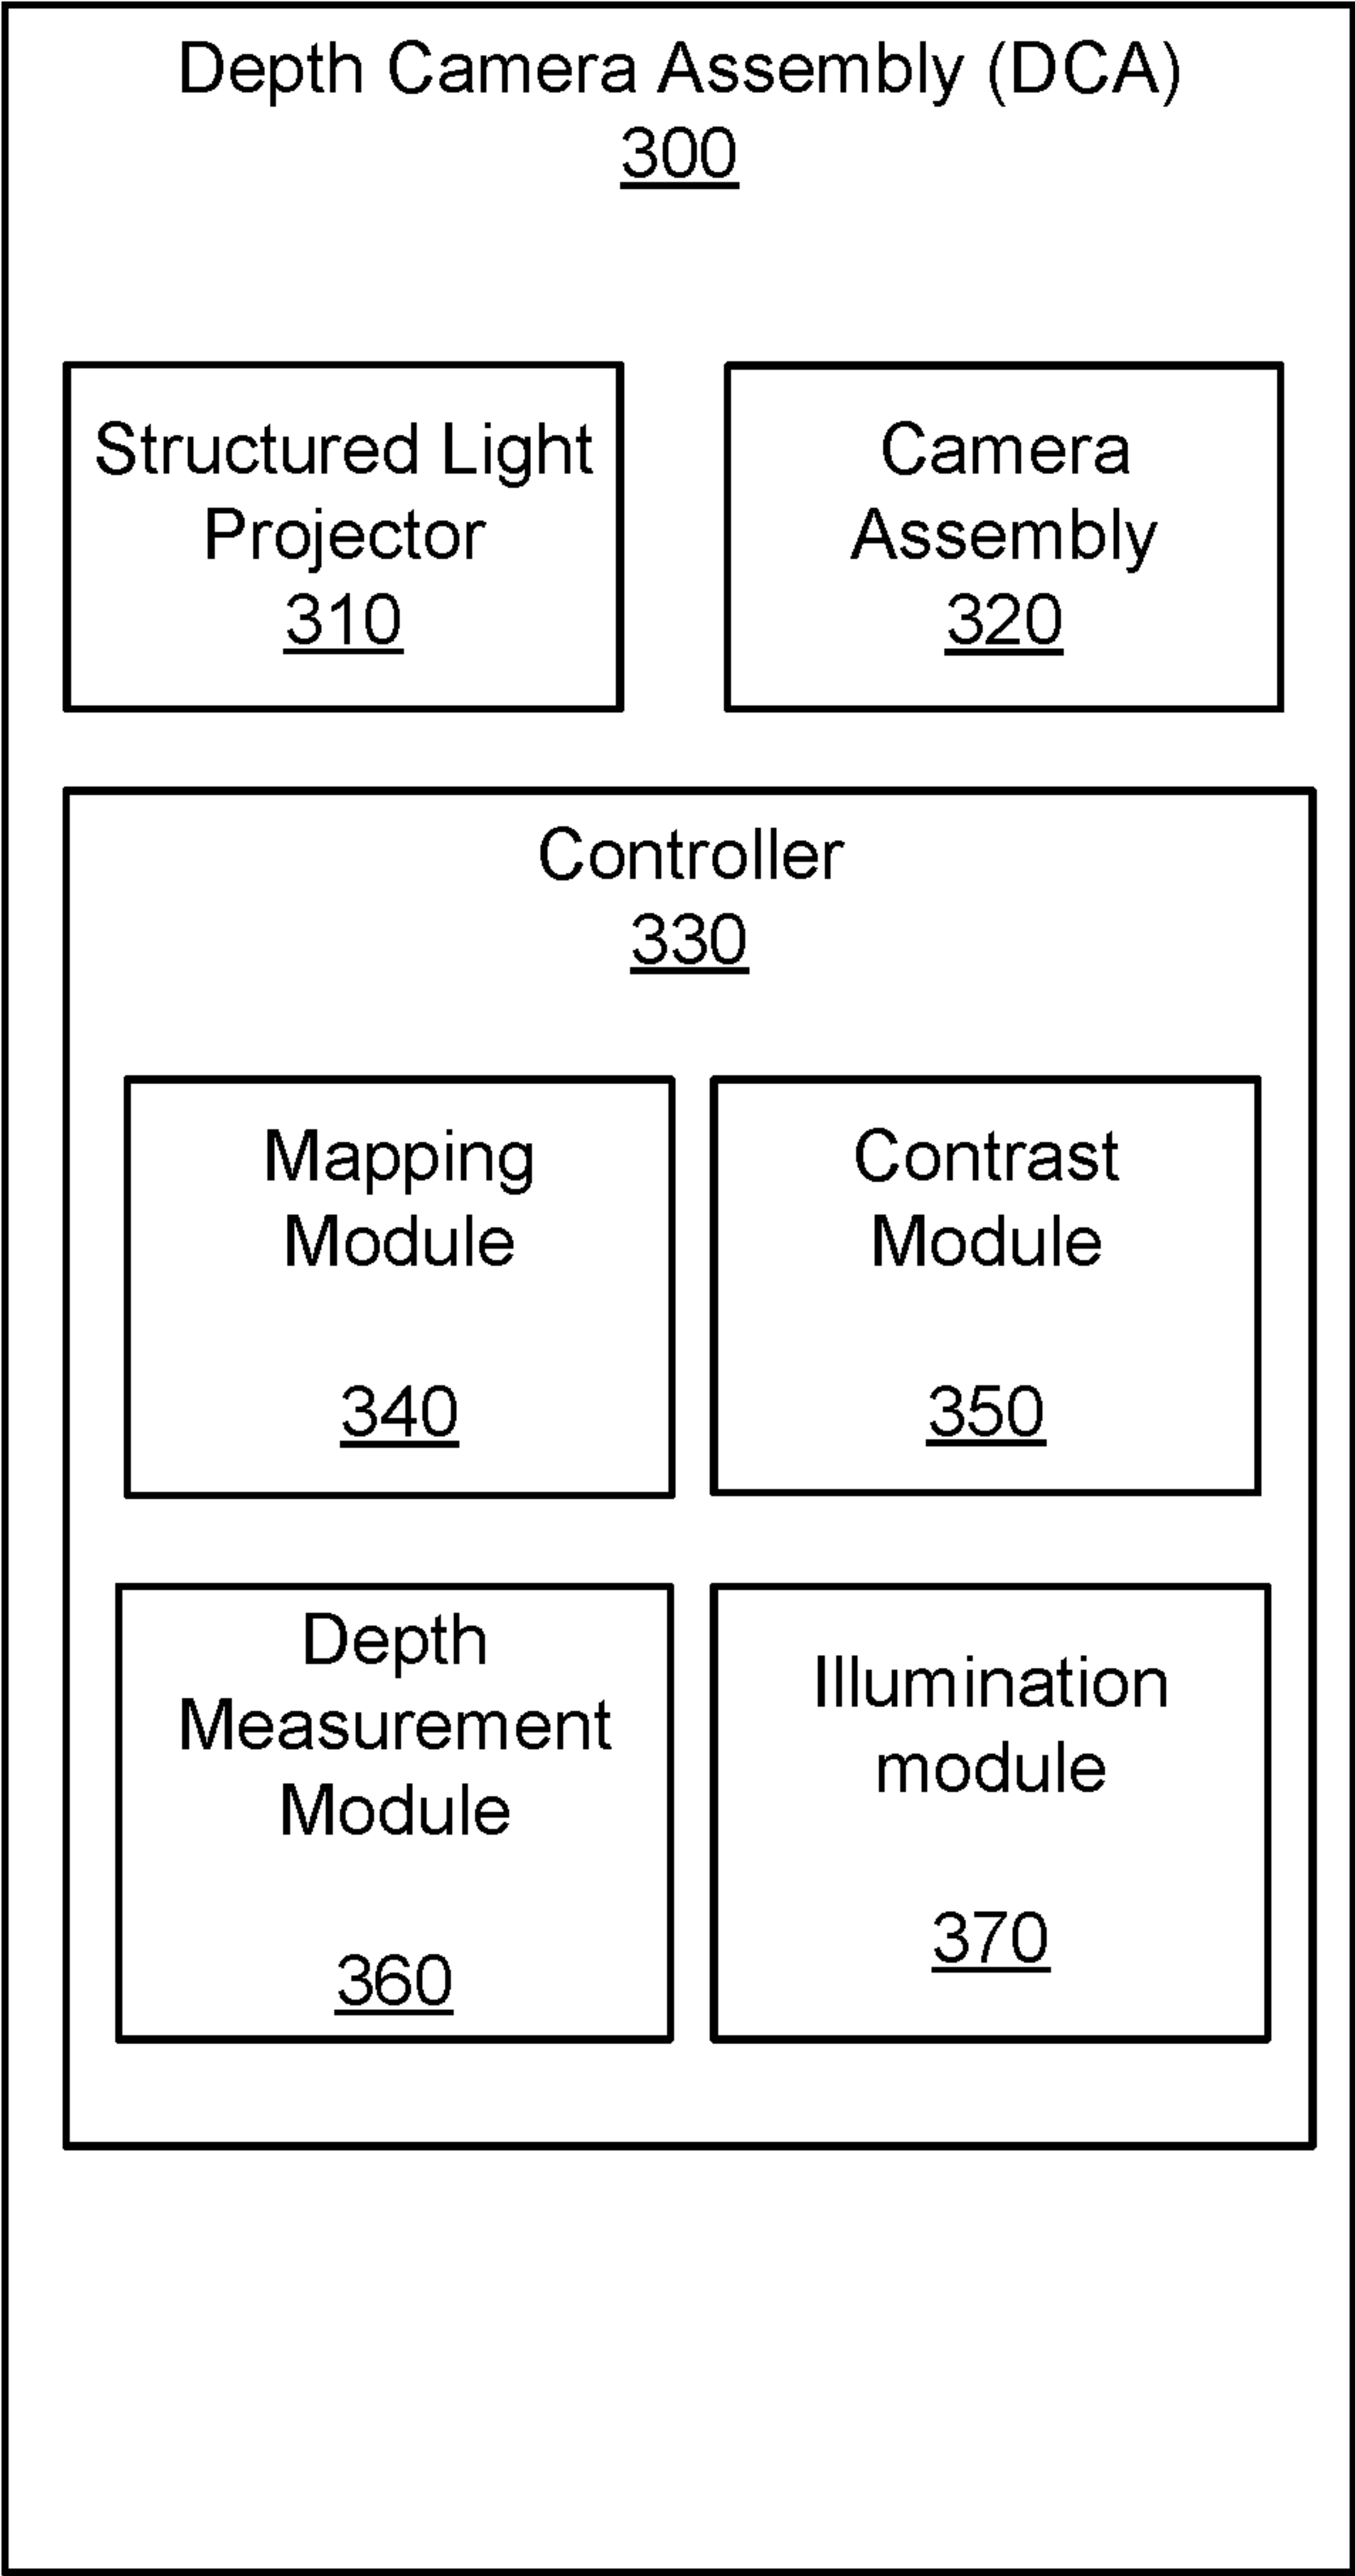 Depth Camera Assembly (DCA)
300
Structured Light
Projector
310
Camera
Assembly
320
Controller
330
Mapping
Module
340
Contrast
Module
350
Depth
Measurement
Module
360
Illumination
module
370